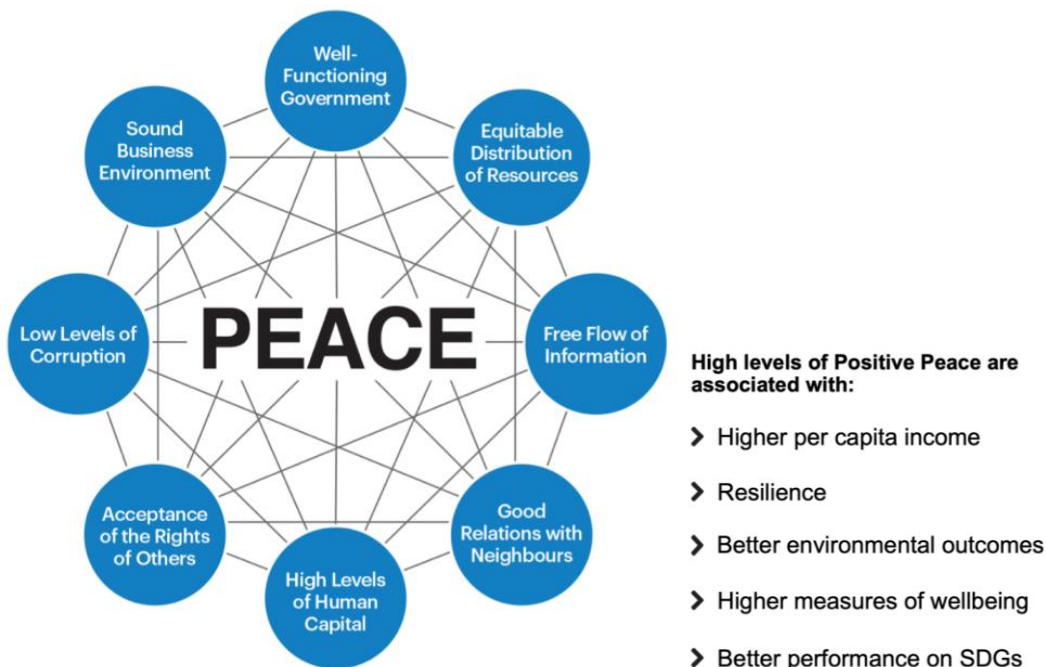 Well-
Functioning
Government
Sound
Business
Environment
Equitable
Distribution
of Resources
Low Levels of
Corruption
PEACE
Free Flow of
Information
Acceptance
of the Rights
of Others
High Levels
of Human
Capital
Good
Relations with
Neighbours
High levels of Positive Peace are
associated with:
Higher per capita income
Resilience
Better environmental outcomes
Higher measures of wellbeing
Better performance on SDGs